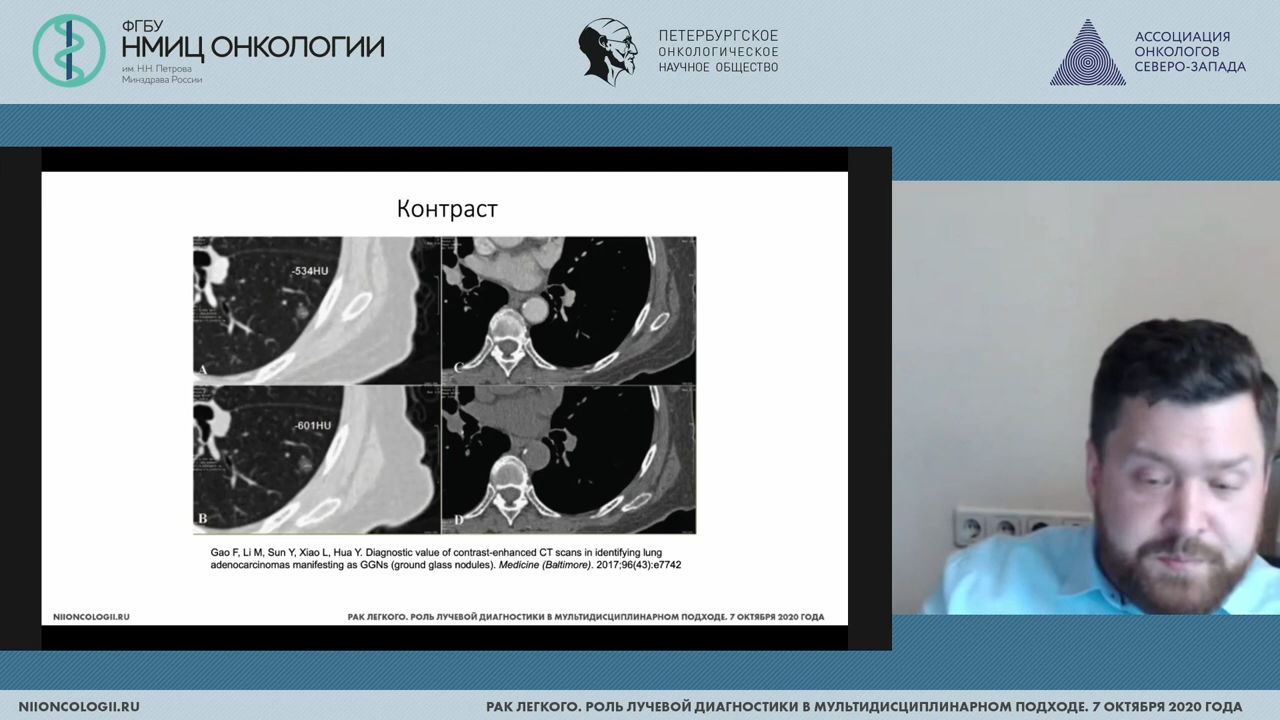 ФГБУ
НМИЦ ОНКОЛОГИИ
им. Н.Н. Петрова
Минздрава России
ПЕТЕРБУРГСКОЕ
ОНКОЛОГИЧЕСКОЕ
НАУЧНОЕ ОБЩЕСТВО
АССОЦИАЦИЯ
ОНКОЛОГОВ
СЕВЕРО-ЗАПАДА
Контраст
-534HU
A
C
-601HU
B
D
Gao F, Li M, Sun Y, Xiao L, Hua Y. Diagnostic value of contrast-enhanced CT scans in identifying lung
adenocarcinomas manifesting as GGNs (ground glass nodules). Medicine (Baltimore). 2017;96(43):e7742
NIIONCOLOGII.RU
РАК ЛЕГКОГО. РОЛЬ ЛУЧЕВОЙ ДИАГНОСТИКИ В МУЛЬТИДИСЦИПЛИНАРНОМ ПОДХОДЕ. 7 ОКТЯБРЯ 2020 ГОДА
NIIONCOLOGII.RU
РАК ЛЕГКОГО. РОЛЬ ЛУЧЕВОЙ ДИАГНОСТИКИ В МУЛЬТИДИСЦИПЛИНАРНОМ ПОДХОДЕ. 7 ОКТЯБРЯ 2020 ГОДА